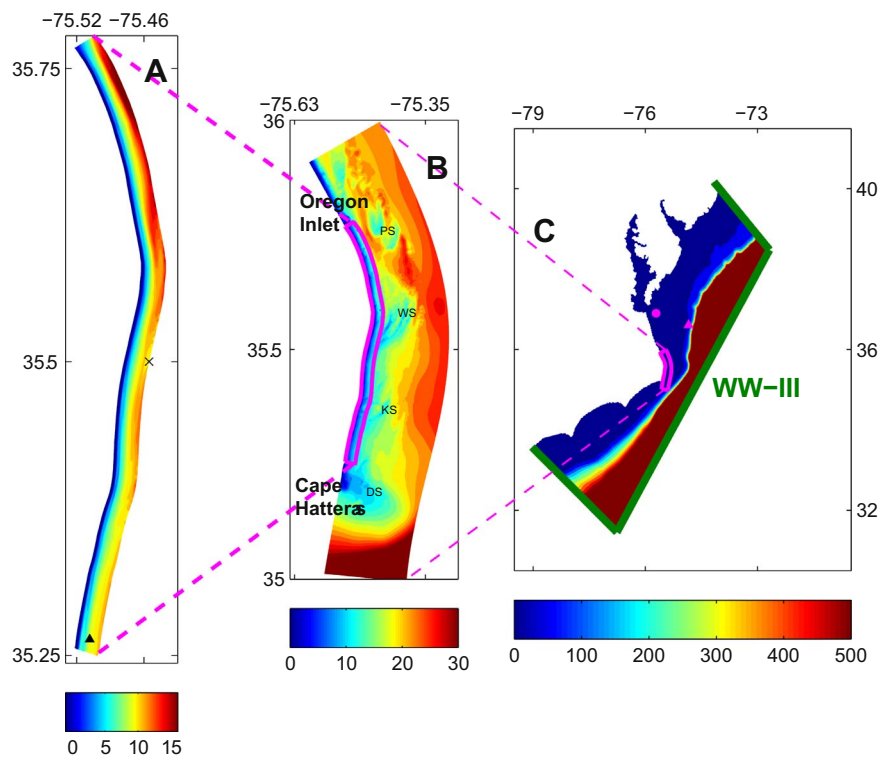 −75.52 −75.46
A
35.75
35.5
35.25
0 5 10 15
−75.63 −75.35
36
B
Oregon
Inlet
PS
WS
35.5
KS
Cape
Hatteras
DS
35
0 10 20 30
−79 −76 −73
40
C
36
WW−III
32
0 100 200 300 400 500